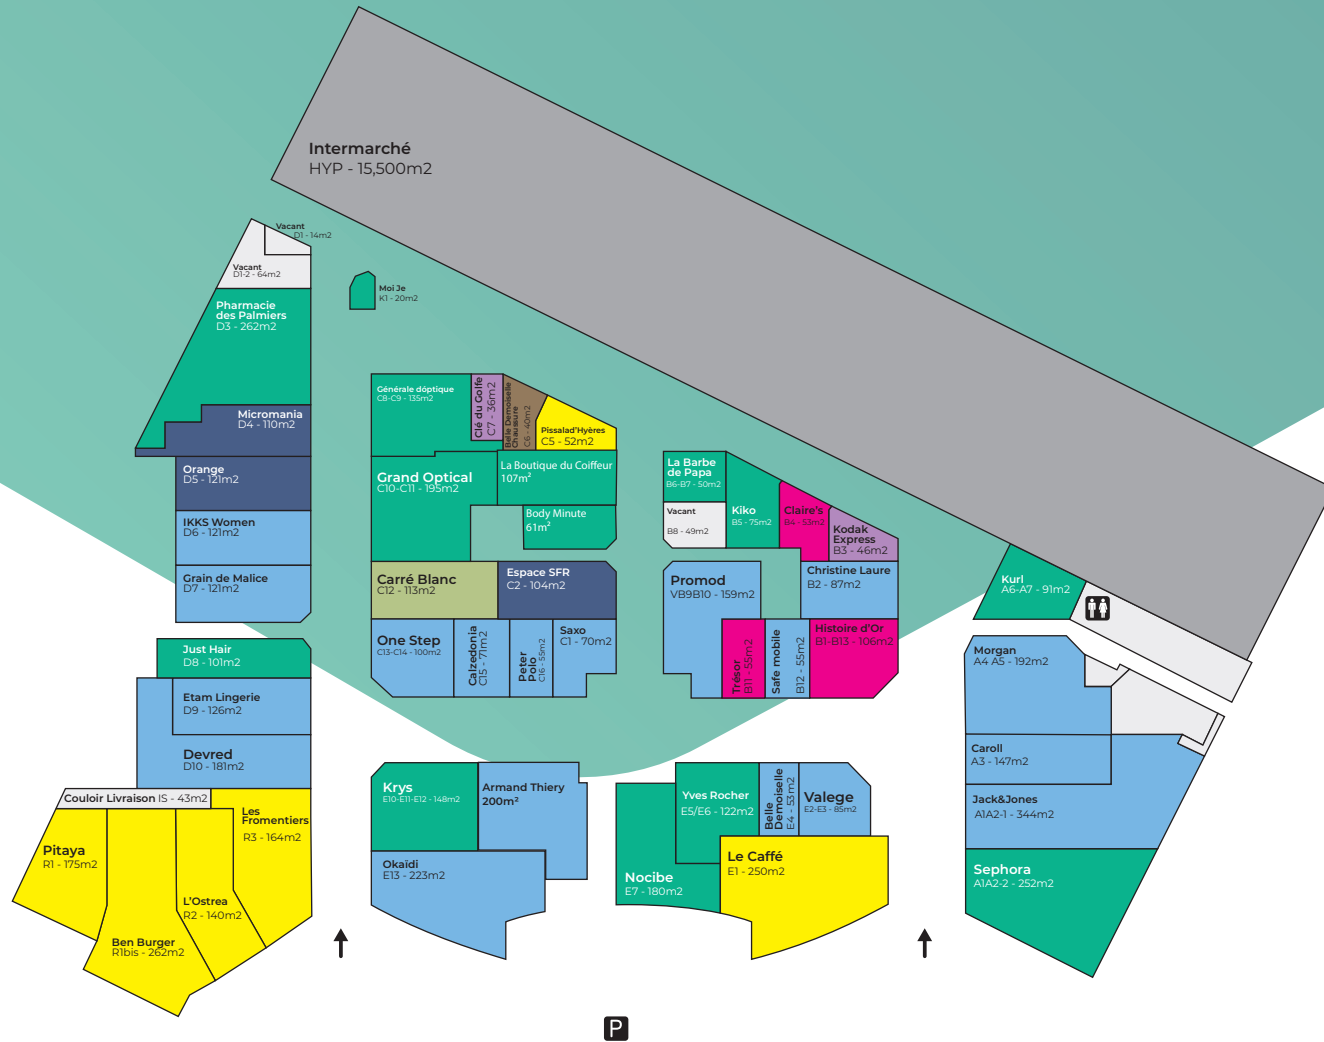 Intermarché
HYP - 15,500m2
Vacant
D1 - 14m2
Vacant
D1-2 - 64m2
Moi Je
K1 - 20m2
Pharmacie
des Palmiers
D3 - 262m2
Micromania
D4 - 110m2
Orange
D5 - 121m2
IKKS Women
D6 - 121m2
Grain de Malice
D7 - 121m2
Just Hair
D8 - 101m2
Etam Lingerie
D9 - 126m2
Devred
D10 - 181m2
Couloir Livraison IS - 43m2
Les
Fromentiers
R3 - 164m2
Pitaya
R1 - 175m2
L'Ostrea
R2 - 140m2
Ben Burger
R1bis - 262m2
Générale dóptique
C8-C9 - 135m2
Clé du Golfe
C7 - 36m2
Belle Demoiselle
Chaussure
C6 - 40m2
Pissalad'Hyères
C5 - 52m2
Grand Optical
C10-C11 - 195m2
La Boutique du Coiffeur
107m²
Body Minute
61m²
Carré Blanc
C12 - 113m2
Espace SFR
C2 - 104m2
One Step
C13-C14 - 100m2
Calzedonia
C15 - 71m2
Peter
Polo
C16 - 55m2
Saxo
C1 - 70m2
La Barbe
de Papa
B6-B7 - 50m2
Vacant
B8 - 49m2
Kiko
B5 - 75m2
Claire's
B4 - 53m2
Kodak
Express
B3 - 46m2
Promod
VB9B10 - 159m2
Christine Laure
B2 - 87m2
Trésor
B11 - 55m2
Safe mobile
B12 - 55m2
Histoire d'Or
B1-B13 - 106m2
Kurl
A6-A7 - 91m2
Morgan
A4 A5 - 192m2
Caroll
A3 - 147m2
Jack&Jones
A1A2-1 - 344m2
Sephora
A1A2-2 - 252m2
Krys
E10-E11-E12 - 148m2
Armand Thiery
200m²
Okaïdi
E13 - 223m2
Yves Rocher
E5/E6 - 122m2
Belle
Demoiselle
E4 - 53m2
Valege
E2-E3 - 85m2
Nocibe
E7 - 180m2
Le Caffé
E1 - 250m2
P